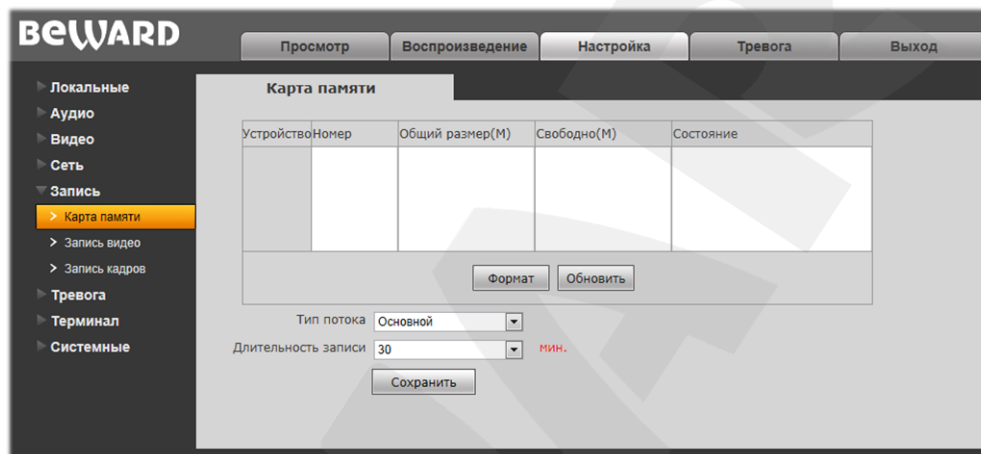 BEWARD
Просмотр Воспроизведение Настройка Тревога Выход
Локальные
Аудио
Видео
Сеть
Запись
Карта памяти
Запись видео
Запись кадров
Тревога
Терминал
Системные
Карта памяти
Устройство Номер Общий размер(M) Свободно(M) Состояние
Формат Обновить
Тип потока Основной
Длительность записи 30 мин.
Сохранить